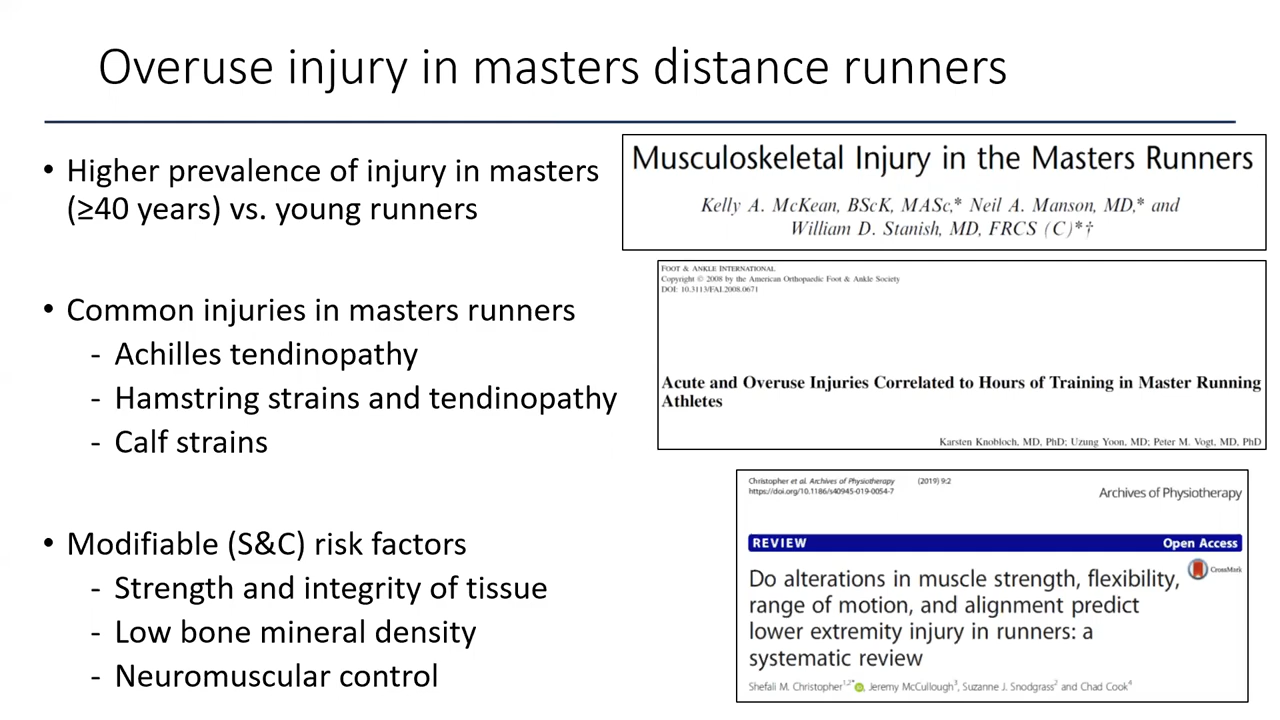 Overuse injury in masters distance runners
• Higher prevalence of injury in masters
(≥40 years) vs. young runners
• Common injuries in masters runners
- Achilles tendinopathy
- Hamstring strains and tendinopathy
- Calf strains
• Modifiable (S&C) risk factors
- Strength and integrity of tissue
- Low bone mineral density
- Neuromuscular control
Musculoskeletal Injury in the Masters Runners
Kelly A. McKean, BScK, MASc,* Neil A. Manson, MD,* and
William D. Stanish, MD, FRCS (C)*†
FOOT & ANKLE INTERNATIONAL
Copyright © 2008 by the American Orthopaedic Foot & Ankle Society
DOI: 10.3113/FAI.2008.0671
Acute and Overuse Injuries Correlated to Hours of Training in Master Running
Athletes
Karsten Knobloch, MD, PhD; Uzung Yoon, MD; Peter M. Vogt, MD, PhD
Christopher et al. Archives of Physiotherapy (2019) 9:2
https://doi.org/10.1186/s40945-019-0054-7
Archives of Physiotherapy
REVIEW Open Access
CrossMark
Do alterations in muscle strength, flexibility,
range of motion, and alignment predict
lower extremity injury in runners: a
systematic review
Shefali M. Christopher1,2*, Jeremy McCullough3, Suzanne J. Snodgrass2 and Chad Cook4